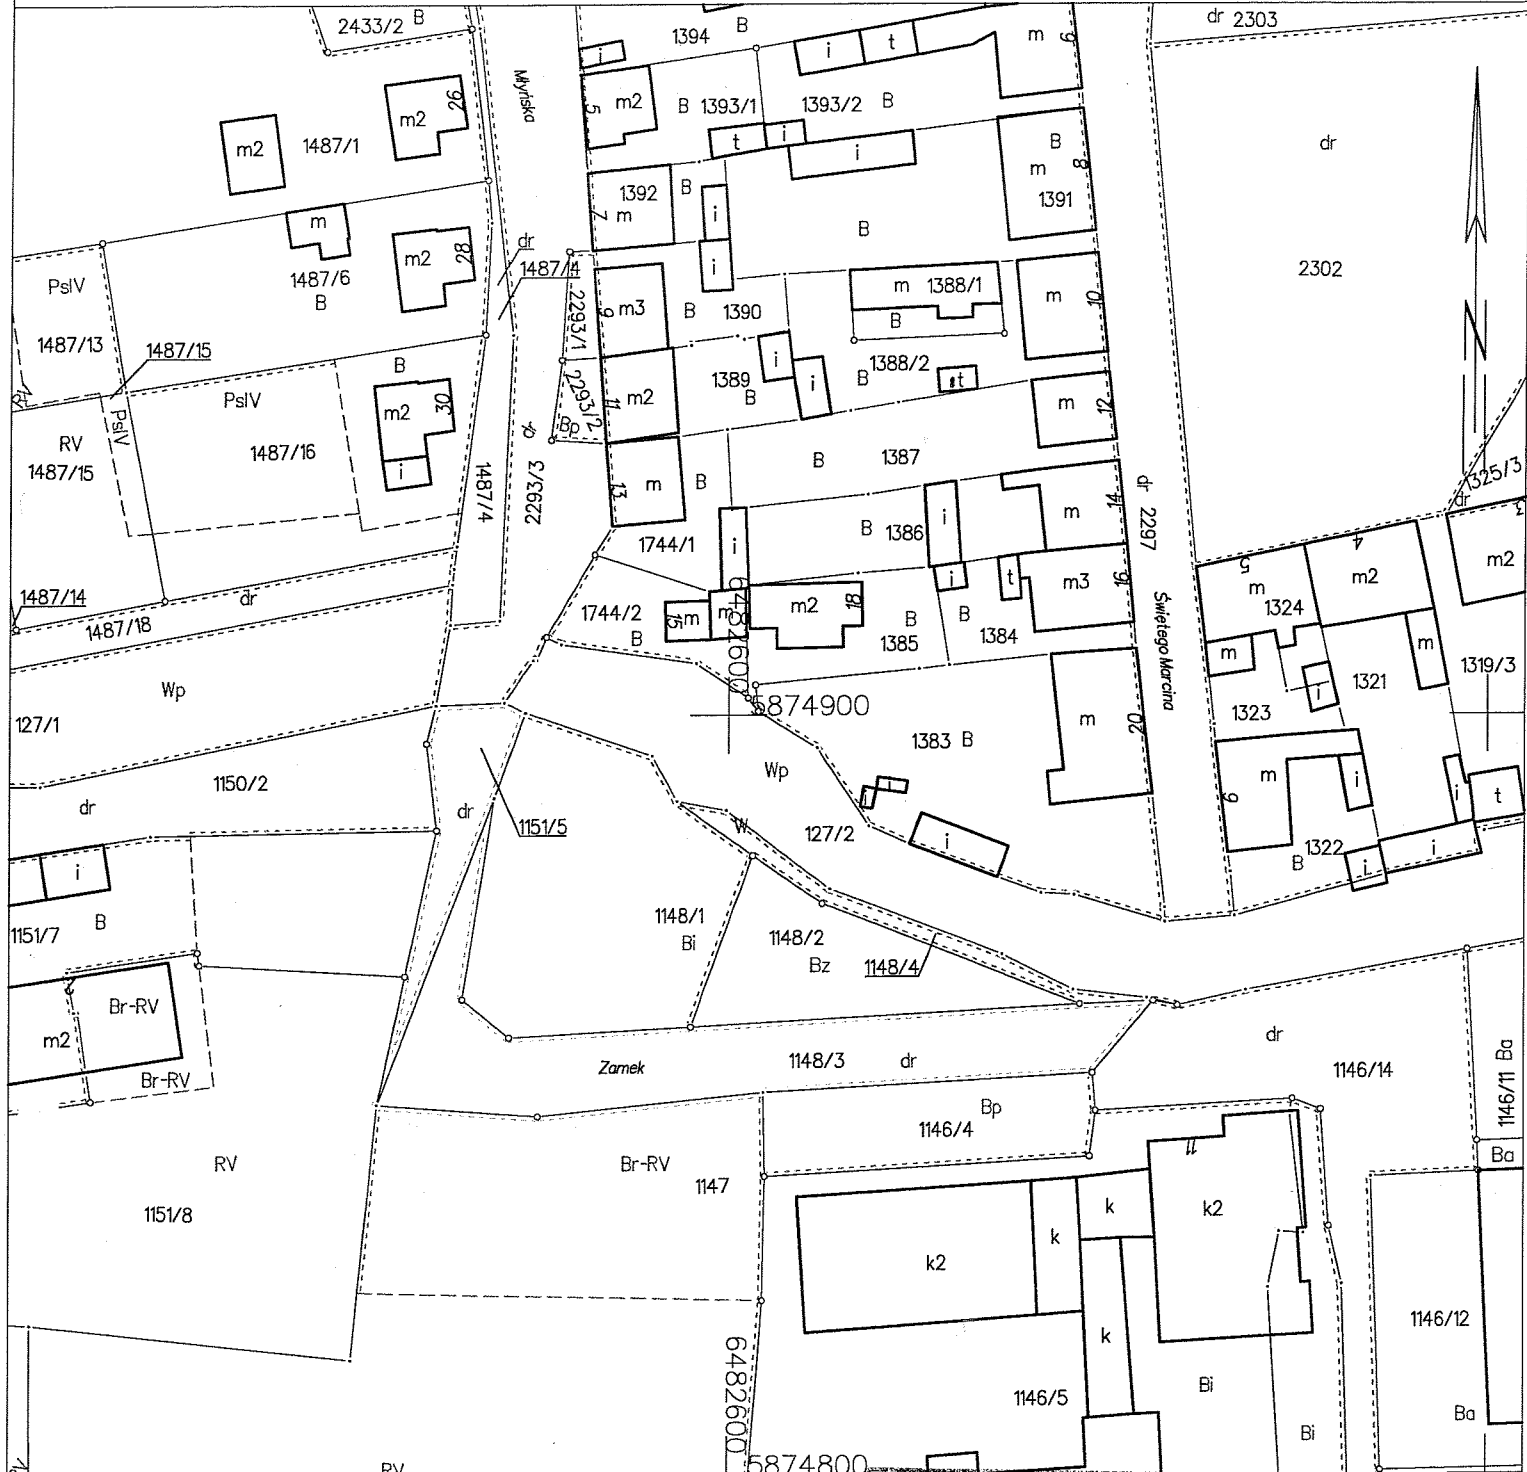 2433/2 B
1394 B
dr 2303
i
i t
m 6
Młyńska
m2 26
m2
1487/1
5 m2
B 1393/1
1393/2 B
t i
i
B
m 8
1391
dr
1392
7 m
B
i
m
m2 28
dr
1487/4
1487/6
B
PsIV
1487/13
1487/15
i
B
m 1388/1
B
m 10
2302
N
2293/1
9 m3
B 1390
1388/2
B
i
i
t
1389
B
B
PsIV
m2 30
i
2293/2
Bp
11 m2
m 12
RV
PsIV
RV
1487/15
1487/16
1487/4
2293/3
B 1387
13 m
B
B 1386
i
m 14
dr 2297
1325/3
dr
3
m2
1744/1
i
i
t
m3 16
5
m
1324
4
m2
1487/14
dr
1487/18
1744/2
B
15 m
m
m2 18
B
1385
B
1384
Świętego Marcina
m
i
m
1321
1319/3
Wp
127/1
6482600
5874900
m 20
1323
1383 B
1150/2
dr
dr
1151/5
Wp
W
127/2
i
i
i
6
m
i
i
t
1322
B
i
i
i
B
1151/7
1148/1
Bi
1148/2
Bz
1148/4
2
Br-RV
m2
Br-RV
Zamek
1148/3
dr
dr
1146/14
1146/11 Ba
Ba
Bp
1146/4
RV
1151/8
Br-RV
1147
11
k
k2
k
k2
k
1146/12
6482600
1146/5
Bi
Bi
Ba
RV
RV
5874800